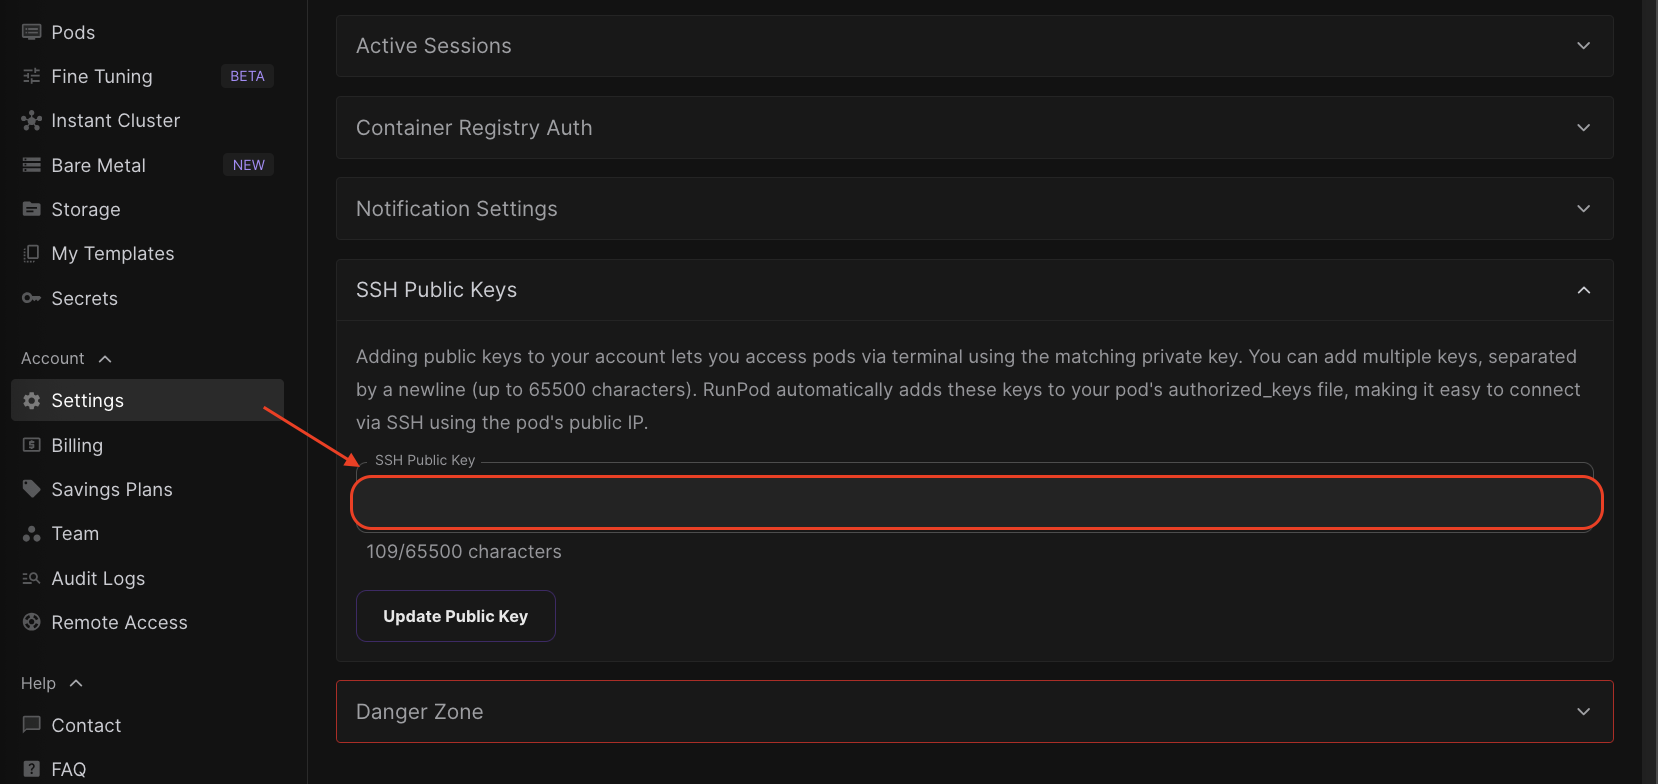 Pods
Fine Tuning BETA
Instant Cluster
Bare Metal NEW
Storage
My Templates
Secrets
Account
Settings
Billing
Savings Plans
Team
Audit Logs
Remote Access
Help
Contact
FAQ
Active Sessions
Container Registry Auth
Notification Settings
SSH Public Keys
Adding public keys to your account lets you access pods via terminal using the matching private key. You can add multiple keys, separated
by a newline (up to 65500 characters). RunPod automatically adds these keys to your pod's authorized_keys file, making it easy to connect
via SSH using the pod's public IP.
SSH Public Key
109/65500 characters
Update Public Key
Danger Zone